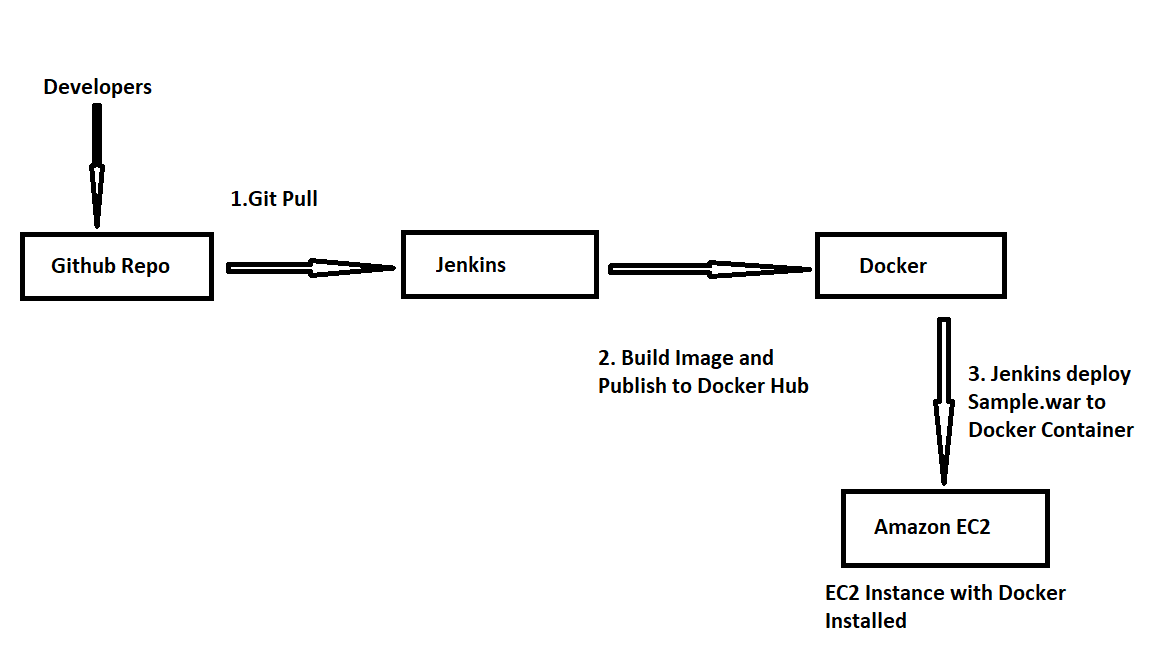 Developers
1.Git Pull
Github Repo
Jenkins
Docker
2. Build Image and
Publish to Docker Hub
3. Jenkins deploy
Sample.war to
Docker Container
Amazon EC2
EC2 Instance with Docker
Installed